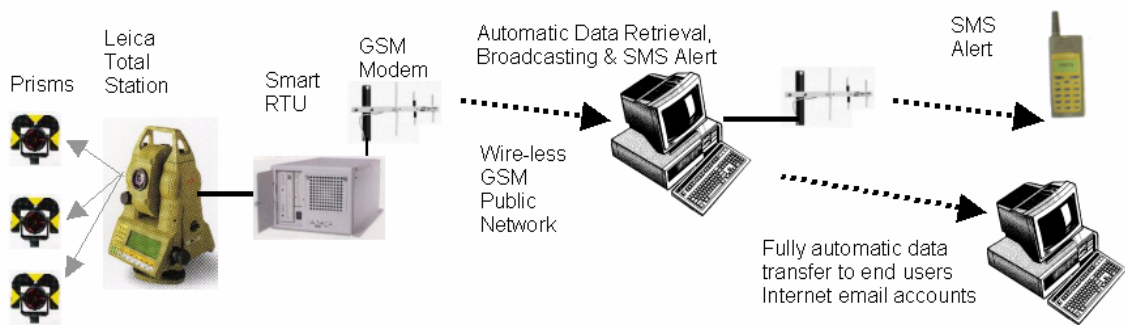 Prisms
Leica
Total
Station
Smart
RTU
GSM
Modem
Automatic Data Retrieval,
Broadcasting & SMS Alert
Wire-less
GSM
Public
Network
SMS
Alert
Fully automatic data
transfer to end users
Internet email accounts